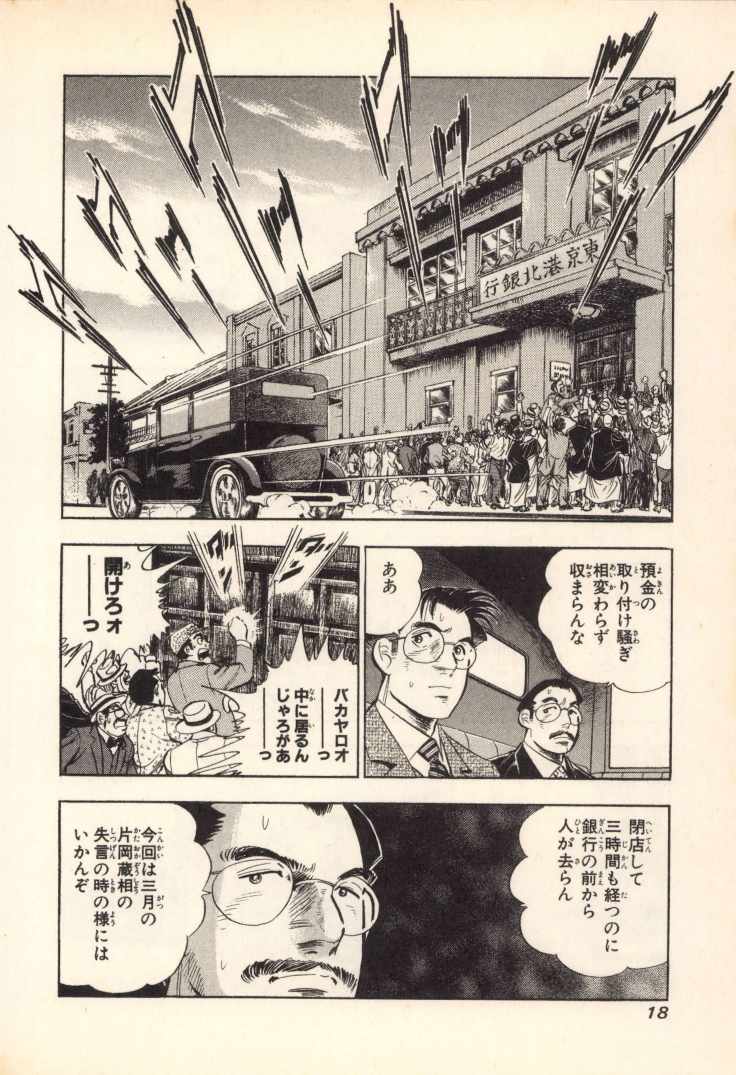 東京港北銀行
預金の
取り付け騒ぎ
相変わらず
収まらんな
ああ
バカヤロオ
――っ
中に居るん
じゃろがあ
――っ
開けろォ
――っ
閉店して
三時間も経つのに
銀行の前から
人が去らん
今回は三月の
片岡蔵相の
失言の時の様には
いかんぞ
18